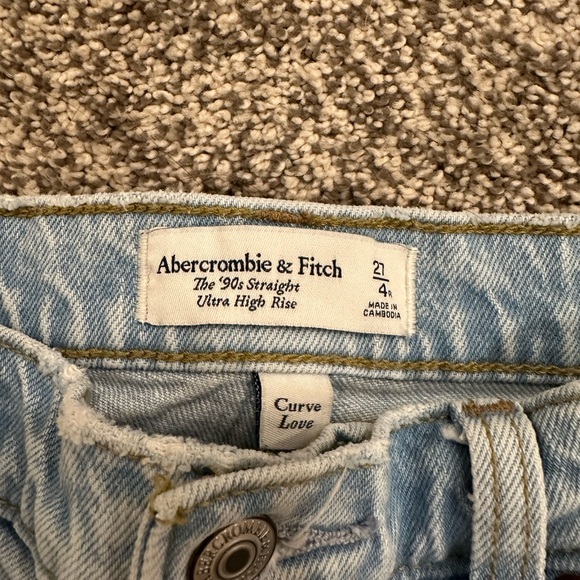 Abercrombie & Fitch
The '90s Straight
Ultra High Rise
27
4R
MADE IN
CAMBODIA
Curve
Love